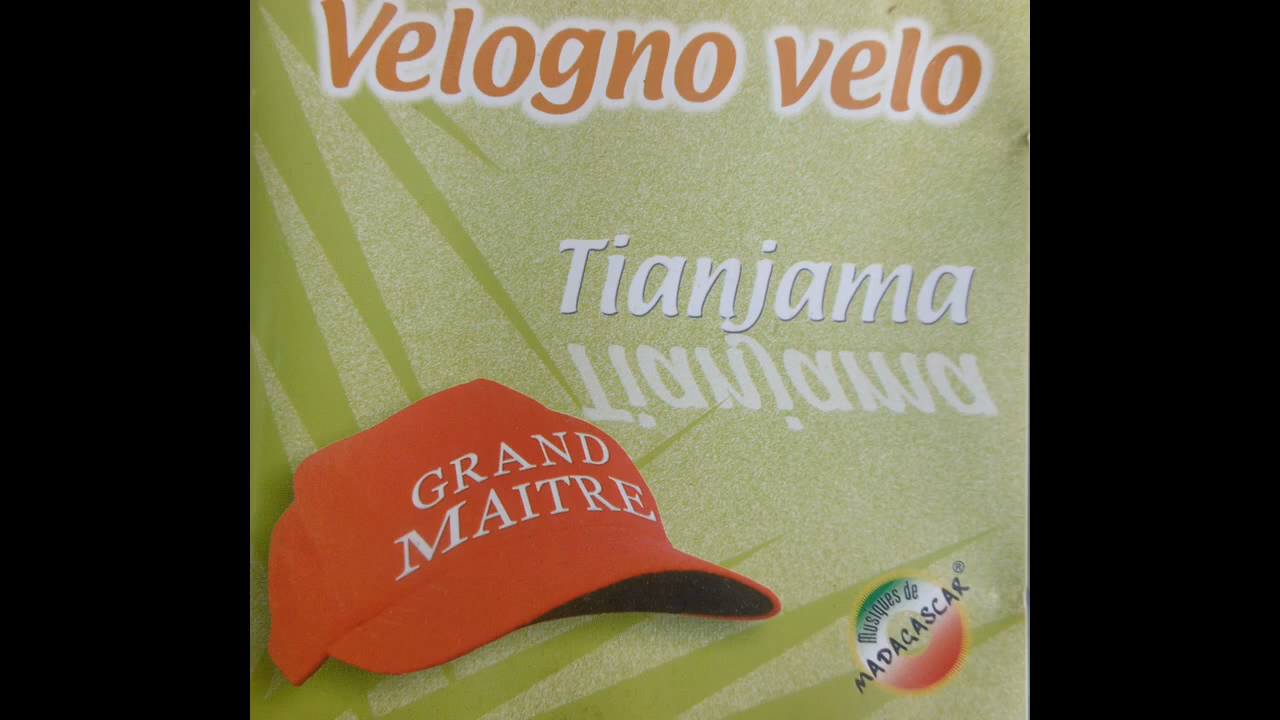 Velogno velo
Tianjama
Tianjama
GRAND
MAITRE
Musiques de
MADAGASCAR®